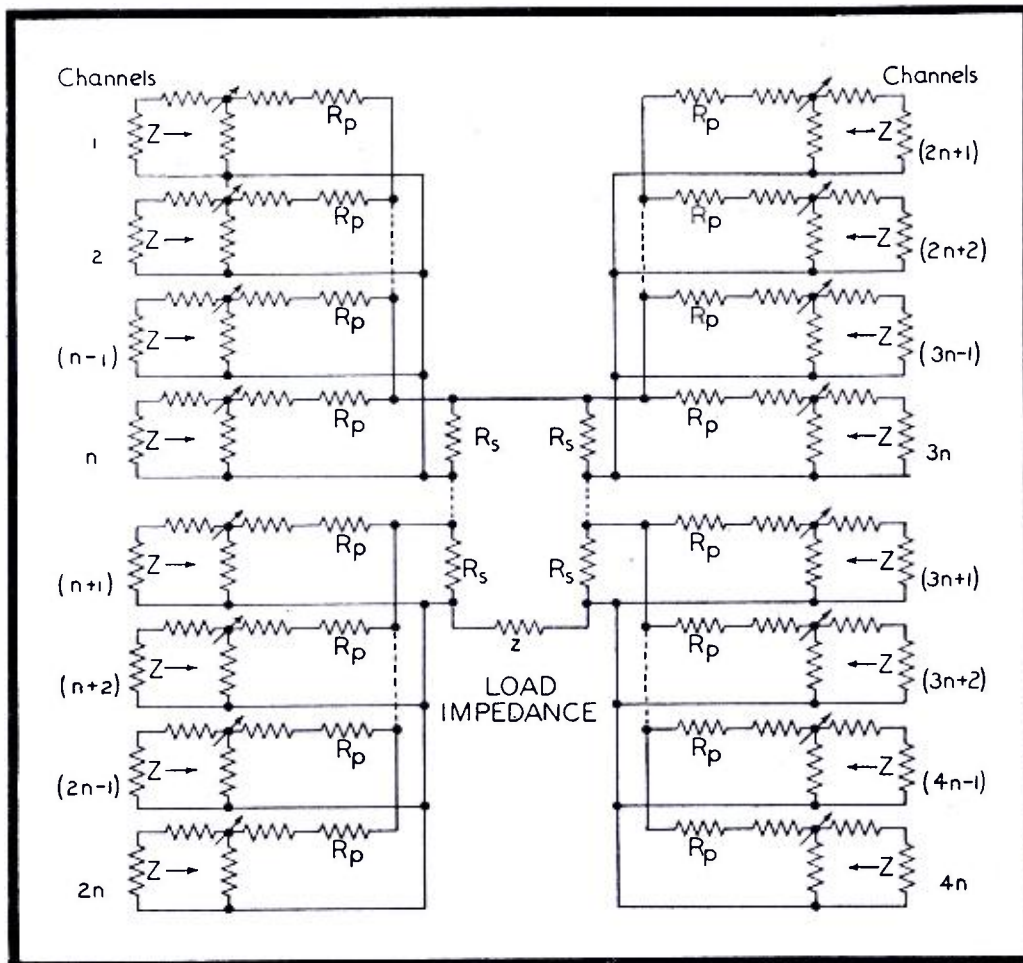 Channels
1
Z
Rp
2
Z
Rp
(n-1)
Z
Rp
n
Z
Rp
Rs
(n+1)
Z
Rp
Rs
(n+2)
Z
Rp
(2n-1)
Z
Rp
2n
Z
Rp
z
LOAD
IMPEDANCE
Channels
Rp
Z
(2n+1)
Rp
Z
(2n+2)
Rp
Z
(3n-1)
Rs
Rp
Z
3n
Rs
Rp
Z
(3n+1)
Rp
Z
(3n+2)
Rp
Z
(4n-1)
Rp
Z
4n